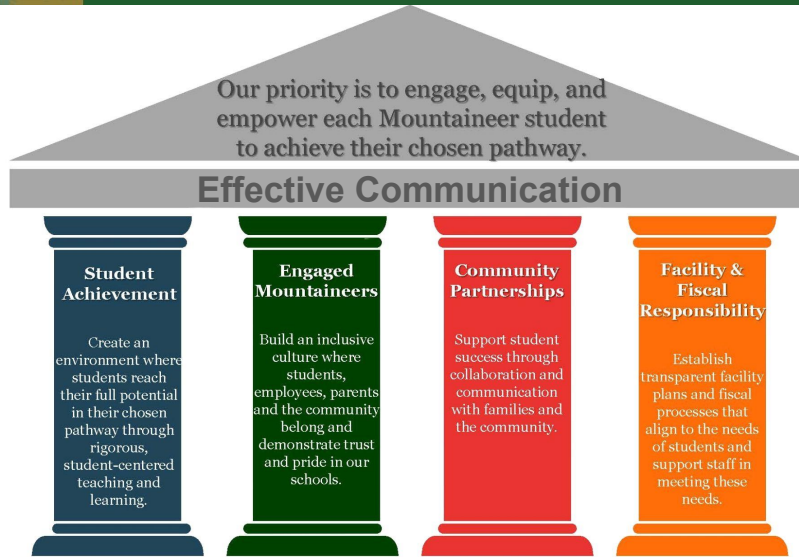 Our priority is to engage, equip, and
empower each Mountaineer student
to achieve their chosen pathway.
Effective Communication
Student
Achievement
Create an
environment where
students reach
their full potential
in their chosen
pathway through
rigorous,
student-centered
teaching and
learning.
Engaged
Mountaineers
Build an inclusive
culture where
students,
employees, parents
and the community
belong and
demonstrate trust
and pride in our
schools.
Community
Partnerships
Support student
success through
collaboration and
communication
with families and
the community.
Facility &
Fiscal
Responsibility
Establish
transparent facility
plans and fiscal
processes that
align to the needs
of students and
support staff in
meeting these
needs.